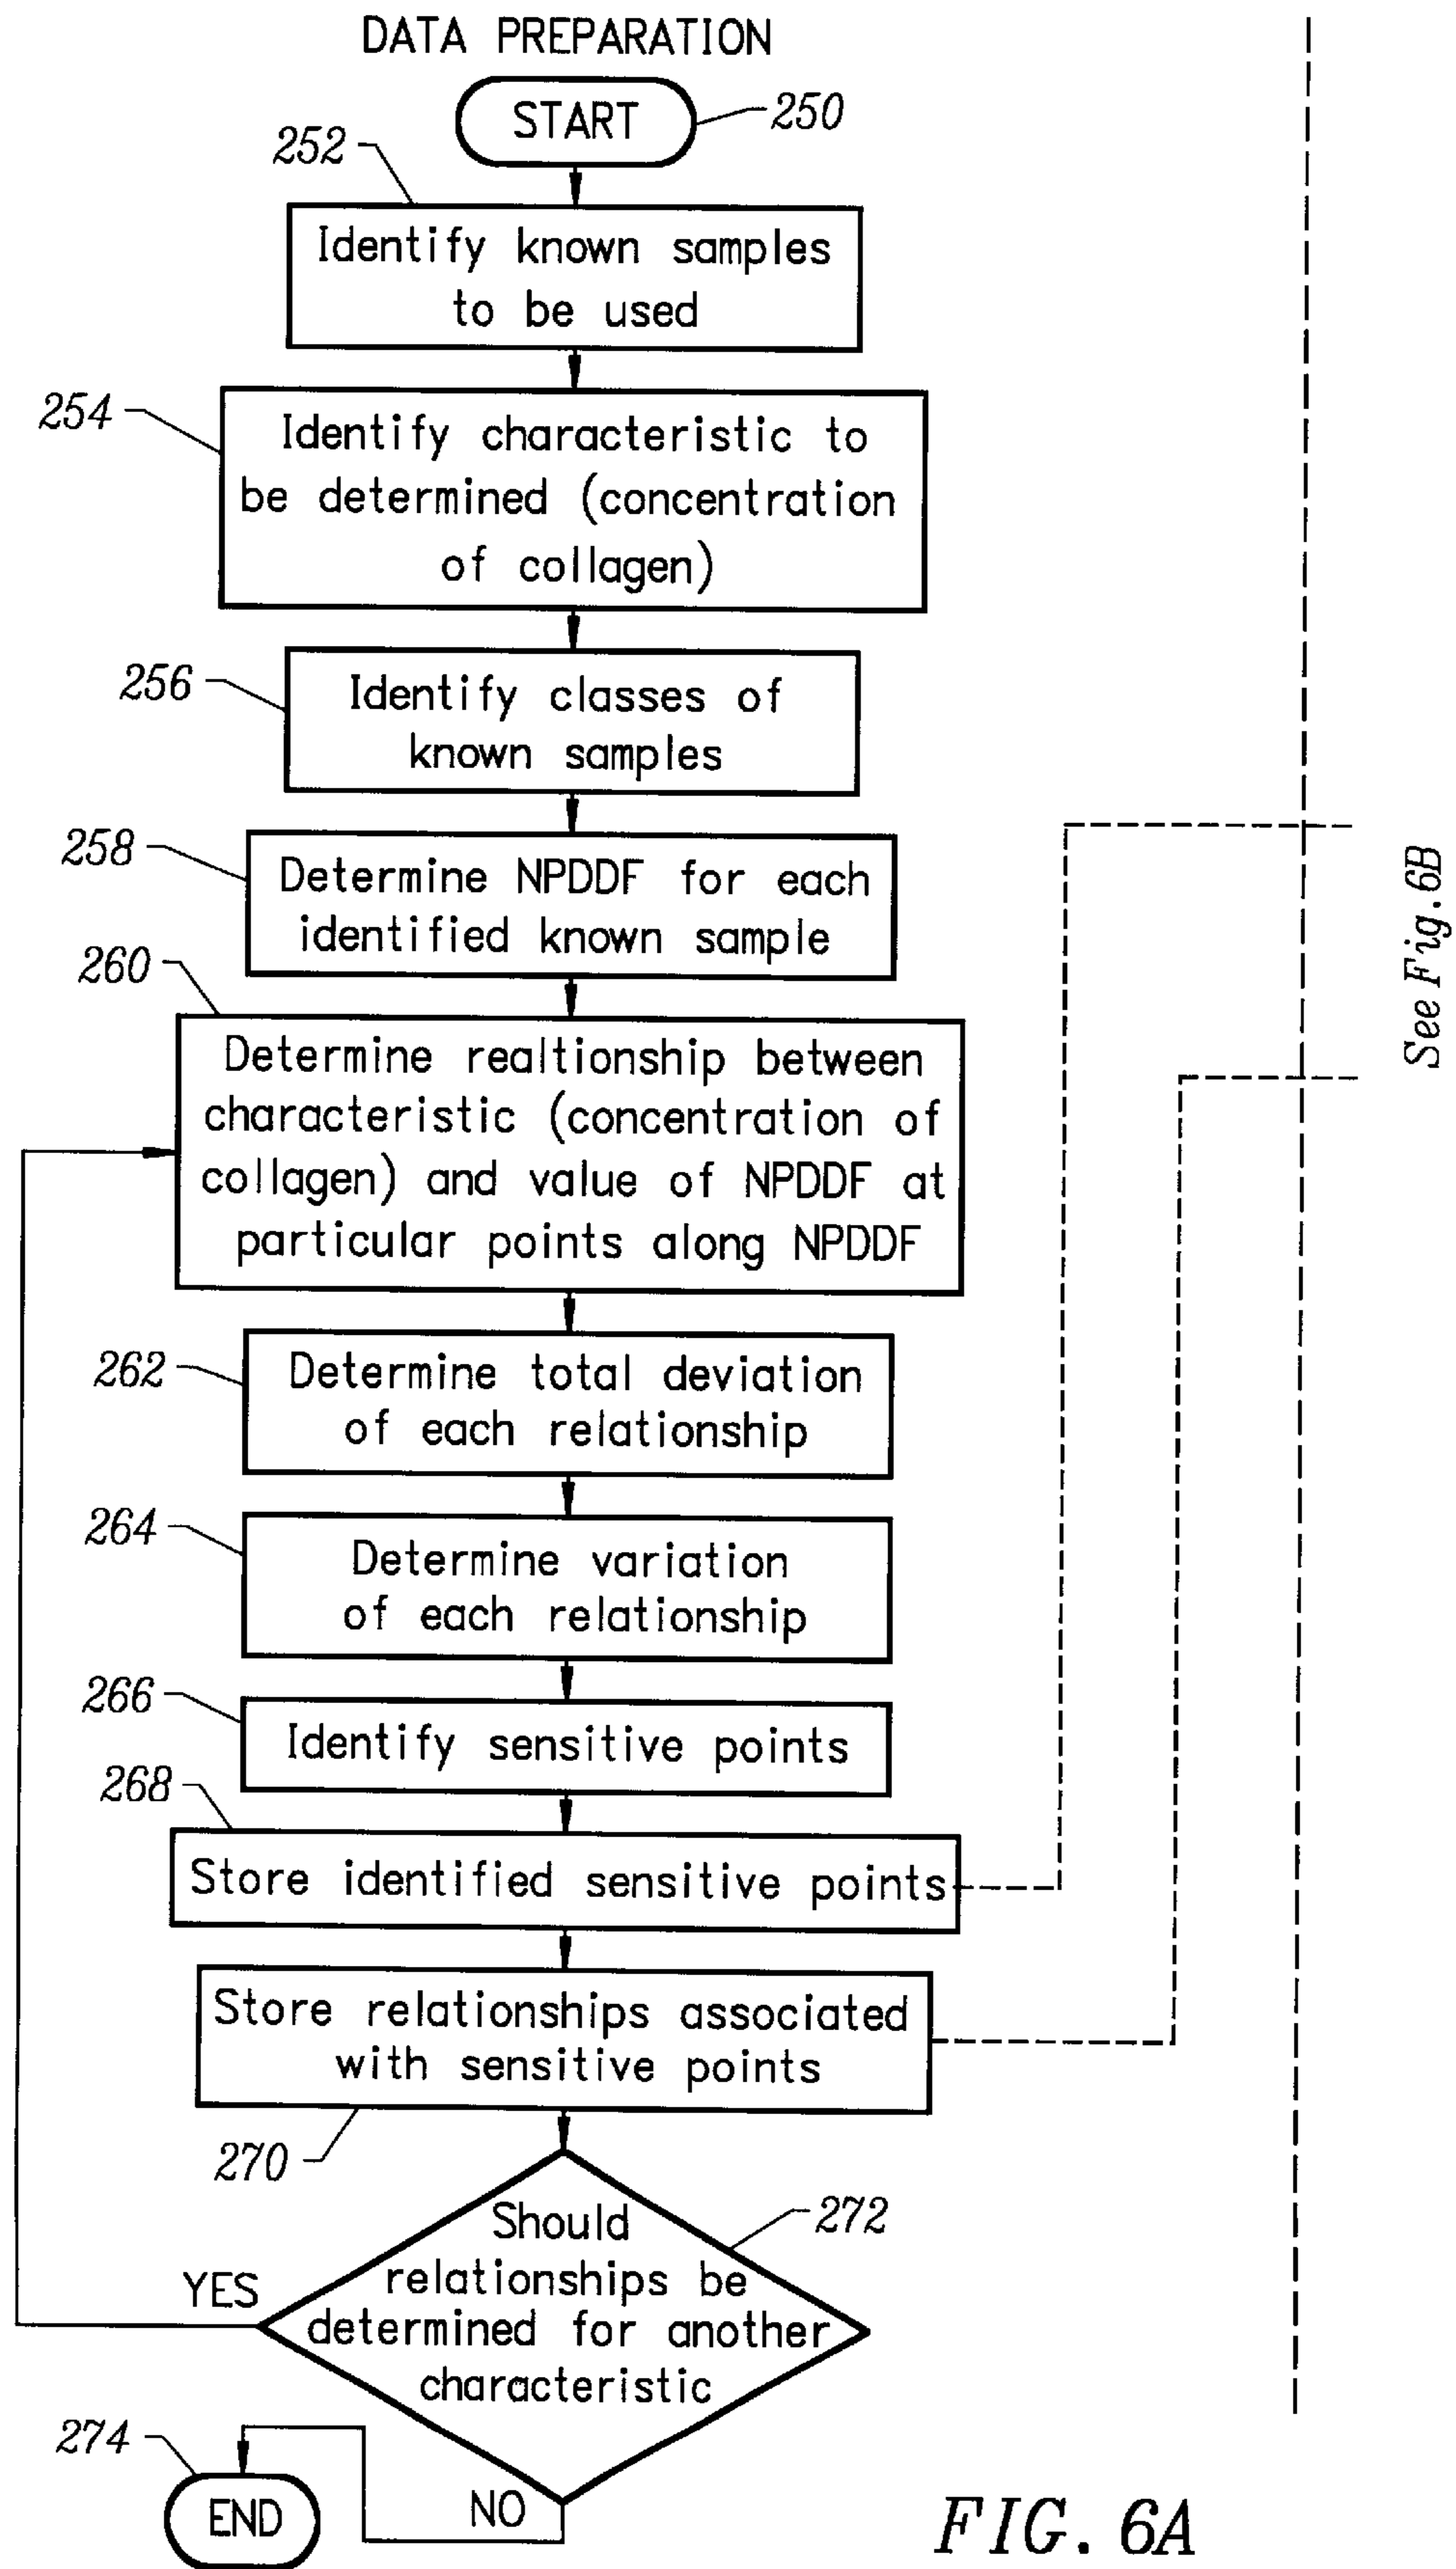 DATA PREPARATION
START
250
252
Identify known samples
to be used
254
Identify characteristic to
be determined (concentration
of collagen)
256
Identify classes of
known samples
258
Determine NPDDF for each
identified known sample
260
Determine realtionship between
characteristic (concentration of
collagen) and value of NPDDF at
particular points along NPDDF
See Fig. 6B
262
Determine total deviation
of each relationship
264
Determine variation
of each relationship
266
Identify sensitive points
268
Store identified sensitive points
Store relationships associated
with sensitive points
270
272
Should
relationships be
determined for another
characteristic
YES
274
END
NO
FIG. 6A